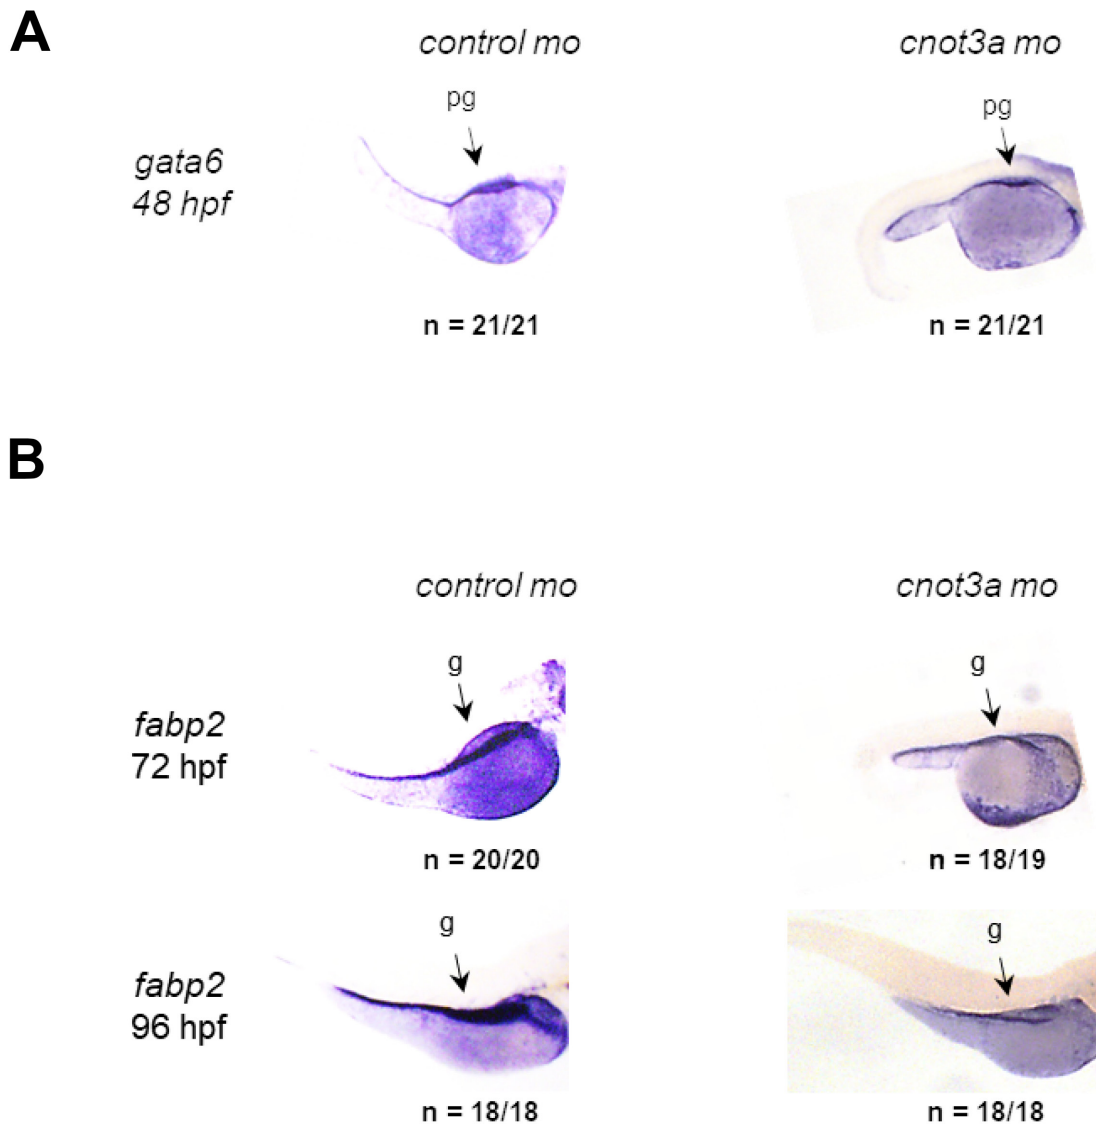 A
control mo
cnot3a mo
pg
pg
gata6
48 hpf
n = 21/21
n = 21/21
B
control mo
cnot3a mo
g
g
fabp2
72 hpf
n = 20/20
n = 18/19
g
g
fabp2
96 hpf
n = 18/18
n = 18/18